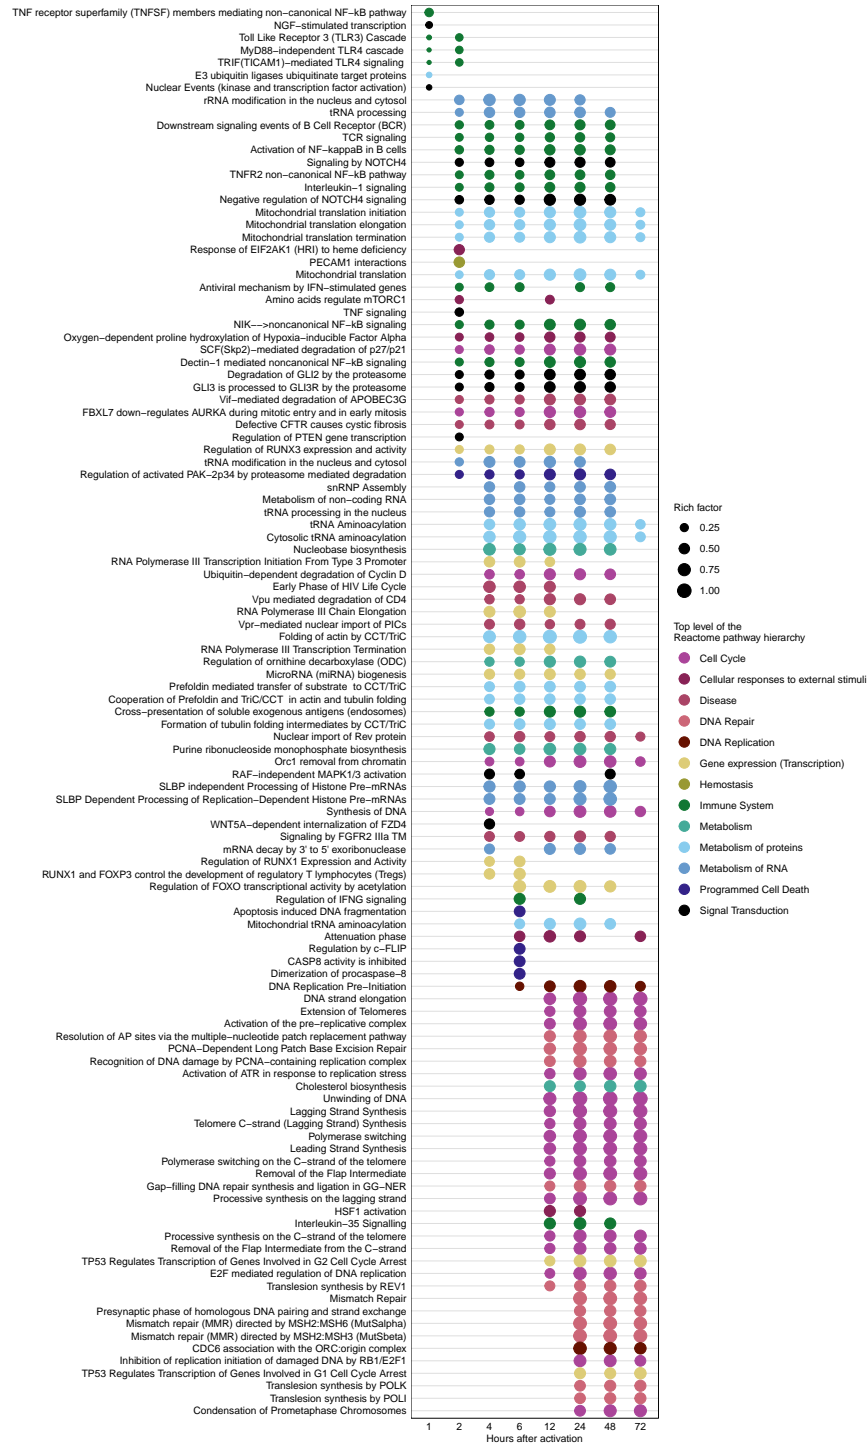 TNF receptor superfamily (TNFSF) members mediating non−canonical NF−kB pathway
NGF−stimulated transcription
Toll Like Receptor 3 (TLR3) Cascade
MyD88−independent TLR4 cascade
TRIF(TICAM1)−mediated TLR4 signaling
E3 ubiquitin ligases ubiquitinate target proteins
Nuclear Events (kinase and transcription factor activation)
rRNA modification in the nucleus and cytosol
tRNA processing
Downstream signaling events of B Cell Receptor (BCR)
TCR signaling
Activation of NF−kappaB in B cells
Signaling by NOTCH4
TNFR2 non−canonical NF−kB pathway
Interleukin−1 signaling
Negative regulation of NOTCH4 signaling
Mitochondrial translation initiation
Mitochondrial translation elongation
Mitochondrial translation termination
Response of EIF2AK1 (HRI) to heme deficiency
PECAM1 interactions
Mitochondrial translation
Antiviral mechanism by IFN−stimulated genes
Amino acids regulate mTORC1
TNF signaling
NIK−−>noncanonical NF−kB signaling
Oxygen−dependent proline hydroxylation of Hypoxia−inducible Factor Alpha
SCF(Skp2)−mediated degradation of p27/p21
Dectin−1 mediated noncanonical NF−kB signaling
Degradation of GLI2 by the proteasome
GLI3 is processed to GLI3R by the proteasome
Vif−mediated degradation of APOBEC3G
FBXL7 down−regulates AURKA during mitotic entry and in early mitosis
Defective CFTR causes cystic fibrosis
Regulation of PTEN gene transcription
Regulation of RUNX3 expression and activity
tRNA modification in the nucleus and cytosol
Regulation of activated PAK−2p34 by proteasome mediated degradation
snRNP Assembly
Metabolism of non−coding RNA
tRNA processing in the nucleus
tRNA Aminoacylation
Cytosolic tRNA aminoacylation
Nucleobase biosynthesis
RNA Polymerase III Transcription Initiation From Type 3 Promoter
Ubiquitin−dependent degradation of Cyclin D
Early Phase of HIV Life Cycle
Vpu mediated degradation of CD4
RNA Polymerase III Chain Elongation
Vpr−mediated nuclear import of PICs
Folding of actin by CCT/TriC
RNA Polymerase III Transcription Termination
Regulation of ornithine decarboxylase (ODC)
MicroRNA (miRNA) biogenesis
Prefoldin mediated transfer of substrate  to CCT/TriC
Cooperation of Prefoldin and TriC/CCT  in actin and tubulin folding
Cross−presentation of soluble exogenous antigens (endosomes)
Formation of tubulin folding intermediates by CCT/TriC
Nuclear import of Rev protein
Purine ribonucleoside monophosphate biosynthesis
Orc1 removal from chromatin
RAF−independent MAPK1/3 activation
SLBP independent Processing of Histone Pre−mRNAs
SLBP Dependent Processing of Replication−Dependent Histone Pre−mRNAs
Synthesis of DNA
WNT5A−dependent internalization of FZD4
Signaling by FGFR2 IIIa TM
mRNA decay by 3' to 5' exoribonuclease
Regulation of RUNX1 Expression and Activity
RUNX1 and FOXP3 control the development of regulatory T lymphocytes (Tregs)
Regulation of FOXO transcriptional activity by acetylation
Regulation of IFNG signaling
Apoptosis induced DNA fragmentation
Mitochondrial tRNA aminoacylation
Attenuation phase
Regulation by c−FLIP
CASP8 activity is inhibited
Dimerization of procaspase−8
DNA Replication Pre−Initiation
DNA strand elongation
Extension of Telomeres
Activation of the pre−replicative complex
Resolution of AP sites via the multiple−nucleotide patch replacement pathway
PCNA−Dependent Long Patch Base Excision Repair
Recognition of DNA damage by PCNA−containing replication complex
Activation of ATR in response to replication stress
Cholesterol biosynthesis
Unwinding of DNA
Lagging Strand Synthesis
Telomere C−strand (Lagging Strand) Synthesis
Polymerase switching
Leading Strand Synthesis
Polymerase switching on the C−strand of the telomere
Removal of the Flap Intermediate
Gap−filling DNA repair synthesis and ligation in GG−NER
Processive synthesis on the lagging strand
HSF1 activation
Interleukin−35 Signalling
Processive synthesis on the C−strand of the telomere
Removal of the Flap Intermediate from the C−strand
TP53 Regulates Transcription of Genes Involved in G2 Cell Cycle Arrest
E2F mediated regulation of DNA replication
Translesion synthesis by REV1
Mismatch Repair
Presynaptic phase of homologous DNA pairing and strand exchange
Mismatch repair (MMR) directed by MSH2:MSH6 (MutSalpha)
Mismatch repair (MMR) directed by MSH2:MSH3 (MutSbeta)
CDC6 association with the ORC:origin complex
Inhibition of replication initiation of damaged DNA by RB1/E2F1
TP53 Regulates Transcription of Genes Involved in G1 Cell Cycle Arrest
Translesion synthesis by POLK
Translesion synthesis by POLI
Condensation of Prometaphase Chromosomes
1 2 4 6 12 24 48 72
Hours after activation
Rich factor
0.25
0.50
0.75
1.00
Top level of the
Reactome pathway hierarchy
Cell Cycle
Cellular responses to external stimuli
Disease
DNA Repair
DNA Replication
Gene expression (Transcription)
Hemostasis
Immune System
Metabolism
Metabolism of proteins
Metabolism of RNA
Programmed Cell Death
Signal Transduction